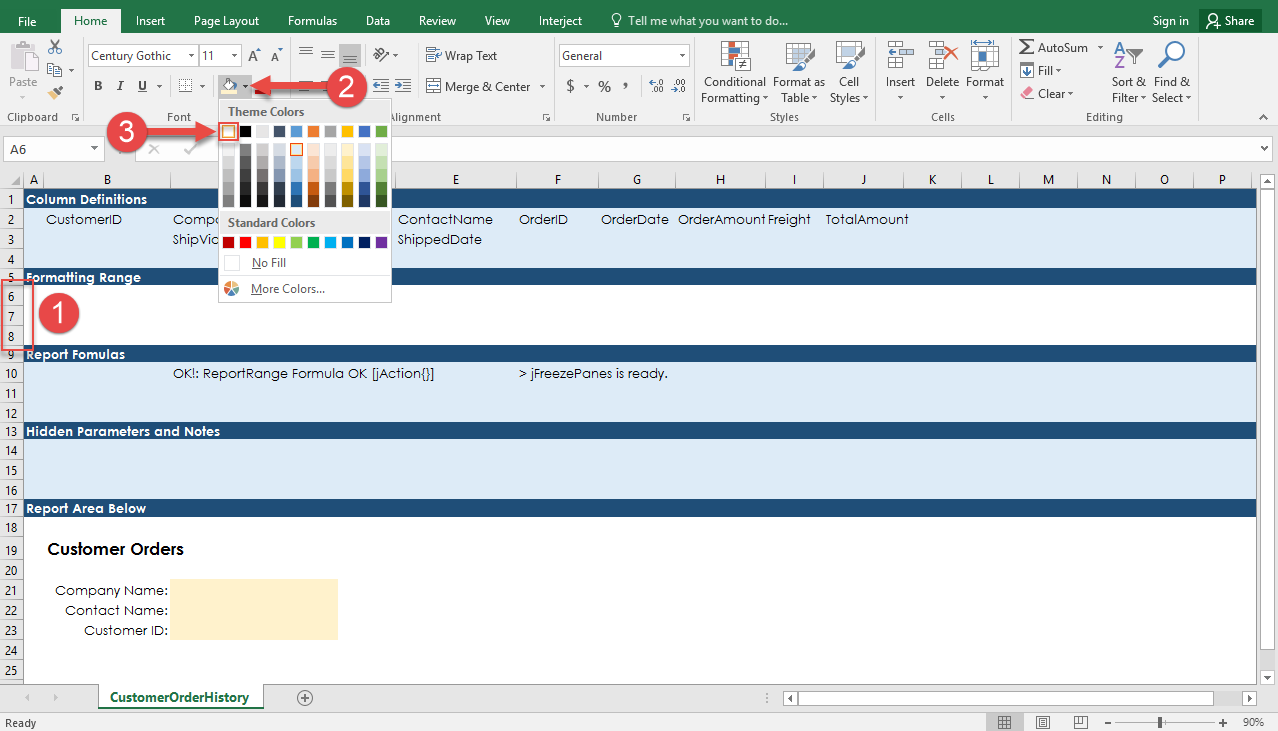 File Home Insert Page Layout Formulas Data Review View Interject Tell me what you want to do... Sign in Share
Paste
Clipboard
Century Gothic 11
B I U
Font
Wrap Text
Merge & Center
lignment
General
$ % ,
Number
Conditional Formatting
Format as Table
Cell Styles
Styles
Insert Delete Format
Cells
AutoSum
Fill
Clear
Sort & Filter
Find & Select
Editing
2
3
Theme Colors
Standard Colors
No Fill
More Colors...
A6
A B E F G H I J K L M N O P
1 Column Definitions
2 CustomerID Compa ContactName OrderID OrderDate OrderAmount Freight TotalAmount
3 ShipVia ShippedDate
4
5 Formatting Range
6
7
8
1
9 Report Fomulas
10 OK!: ReportRange Formula OK [jAction{}] > jFreezePanes is ready.
11
12
13 Hidden Parameters and Notes
14
15
16
17 Report Area Below
18
19 Customer Orders
20
21 Company Name:
22 Contact Name:
23 Customer ID:
24
25
CustomerOrderHistory
Ready 90%